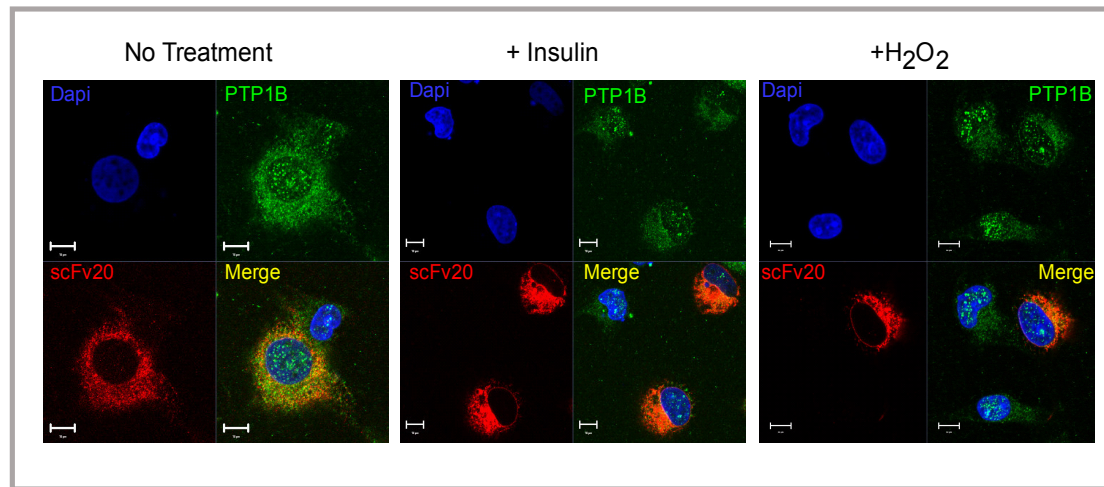 No Treatment
+ Insulin
+H2O2
Dapi
PTP1B
scFv20
Merge
Dapi
PTP1B
scFv20
Merge
Dapi
PTP1B
scFv20
Merge